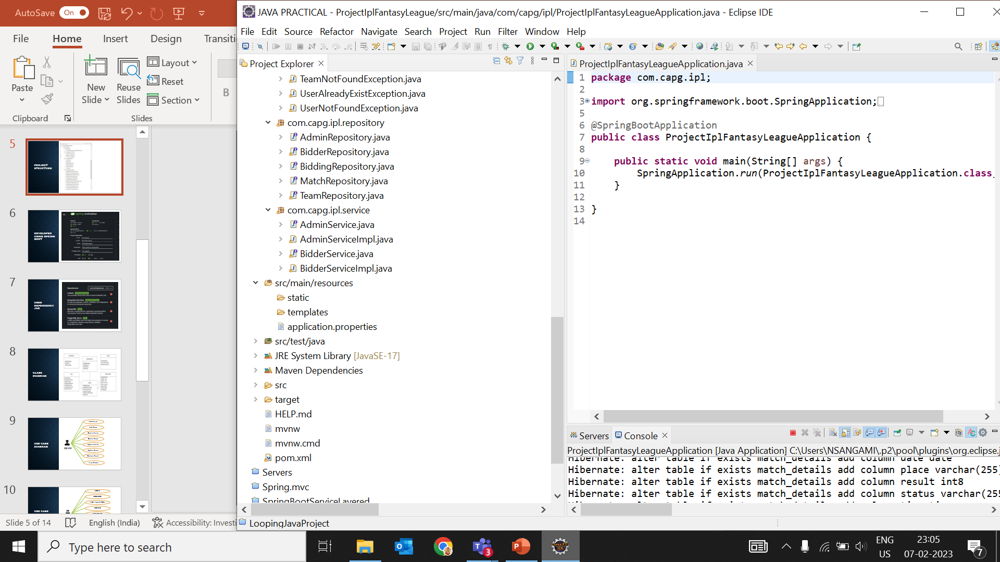 AutoSave On
File Home Insert Design Transiti
Paste
New Slide
Reuse Slides
Layout
Reset
Section
B
Clipboard
Slides
5
PROJECT STRUCTURE
6
DEVELOPED USING SPRING BOOT
spring initializr
7
USED DEPENDENCY JAR
8
CLASS DIAGRAM
9
USE CASE DIAGRAM
10
USE CASE
Slide 5 of 14
English (India)
Accessibility: Investi
JAVA PRACTICAL - ProjectIplFantasyLeague/src/main/java/com/capg/ipl/ProjectIplFantasyLeagueApplication.java - Eclipse IDE
File Edit Source Refactor Navigate Search Project Run Filter Window Help
Project Explorer
TeamNotFoundException.java
UserAlreadyExistException.java
UserNotFoundException.java
com.capg.ipl.repository
AdminRepository.java
BidderRepository.java
BiddingRepository.java
MatchRepository.java
TeamRepository.java
com.capg.ipl.service
AdminService.java
AdminServiceImpl.java
BidderService.java
BidderServiceImpl.java
src/main/resources
static
templates
application.properties
src/test/java
JRE System Library [JavaSE-17]
Maven Dependencies
src
target
HELP.md
mvnw
mvnw.cmd
pom.xml
Servers
Spring.mvc
SpringBootServiceLayered
LoopingJavaProject
ProjectIplFantasyLeagueApplication.java
1 package com.capg.ipl;
2
3 import org.springframework.boot.SpringApplication;
5
6 @SpringBootApplication
7 public class ProjectIplFantasyLeagueApplication {
8
9 public static void main(String[] args) {
10 SpringApplication.run(ProjectIplFantasyLeagueApplication.class,
11 }
12
13 }
14
Servers Console
ProjectIplFantasyLeagueApplication [Java Application] C:\Users\NSANGAMI\.p2\pool\plugins\org.eclipse.j
Hibernate: alter table if exists match_details add column date date
Hibernate: alter table if exists match_details add column place varchar(255)
Hibernate: alter table if exists match_details add column result int8
Hibernate: alter table if exists match_details add column status varchar(255
Type here to search
3
ENG
US
23:05
07-02-2023
7